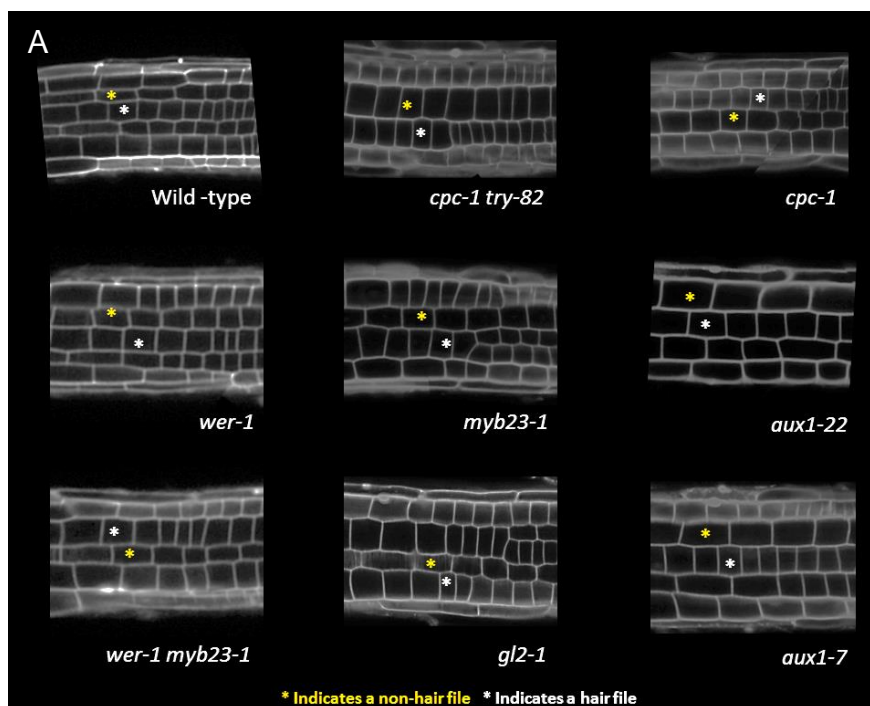 A
Wild -type
cpc-1 try-82
cpc-1
wer-1
myb23-1
aux1-22
wer-1 myb23-1
gl2-1
aux1-7
* Indicates a non-hair file * Indicates a hair file